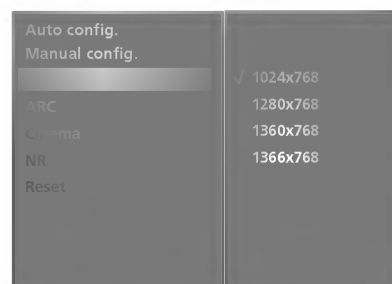 Auto config.
Manual config.
ARC
Cinema
NR
Reset
√ 1024x768
1280x768
1360x768
1366x768